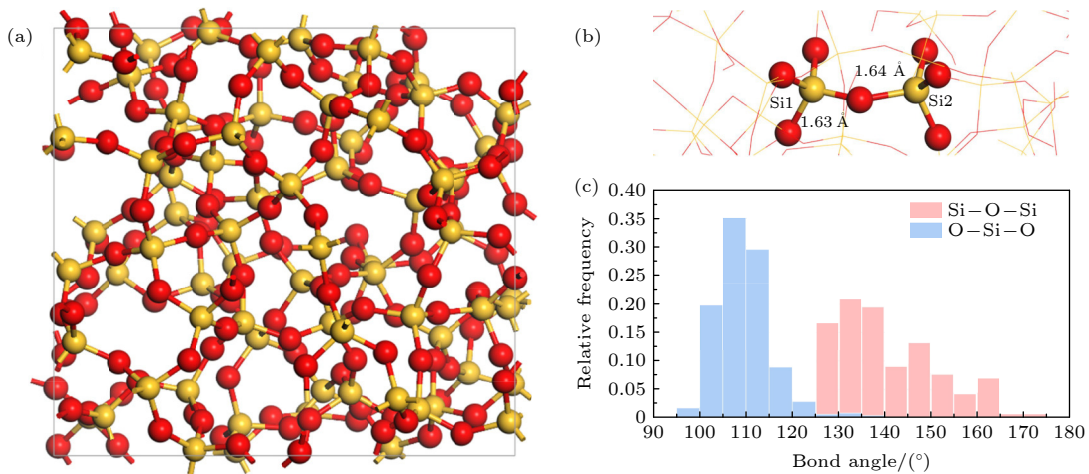 (a)
(b)
1.64 Å
Si1
Si2
1.63 Å
(c)
0.40
0.35
0.30
0.25
0.20
0.15
0.10
0.05
0
Relative frequency
Si−O−Si
O−Si−O
90 100 110 120 130 140 150 160 170 180
Bond angle/(°)